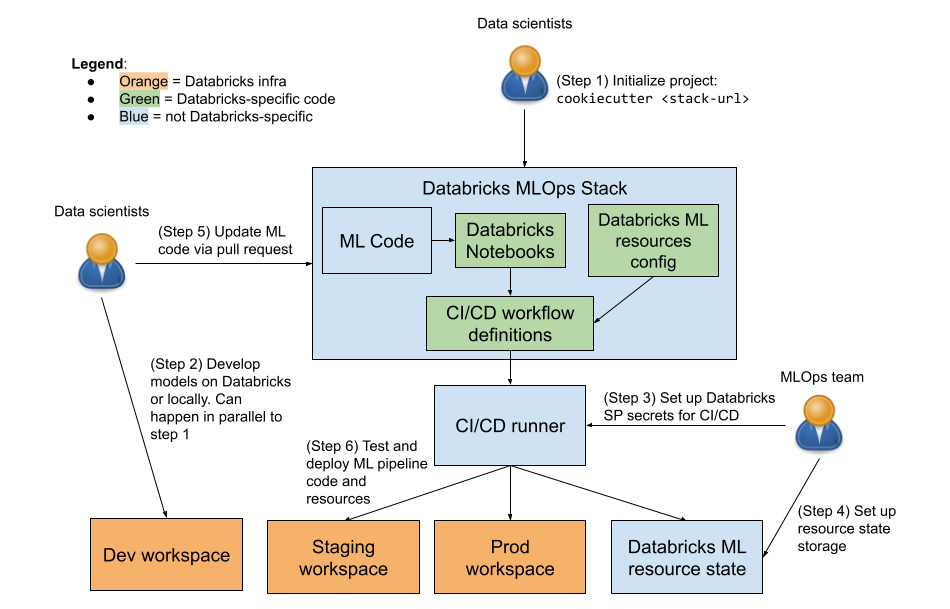 Data scientists
Legend:
● Orange = Databricks infra
● Green = Databricks-specific code
● Blue = not Databricks-specific
(Step 1) Initialize project:
cookiecutter <stack-url>
Databricks MLOps Stack
ML Code
Databricks
Notebooks
Databricks ML
resources
config
CI/CD workflow
definitions
Data scientists
(Step 5) Update ML
code via pull request
(Step 2) Develop
models on Databricks
or locally. Can
happen in parallel to
step 1
MLOps team
(Step 3) Set up Databricks
SP secrets for CI/CD
CI/CD runner
(Step 6) Test and
deploy ML pipeline
code and
resources
(Step 4) Set up
resource state
storage
Dev workspace
Staging
workspace
Prod
workspace
Databricks ML
resource state